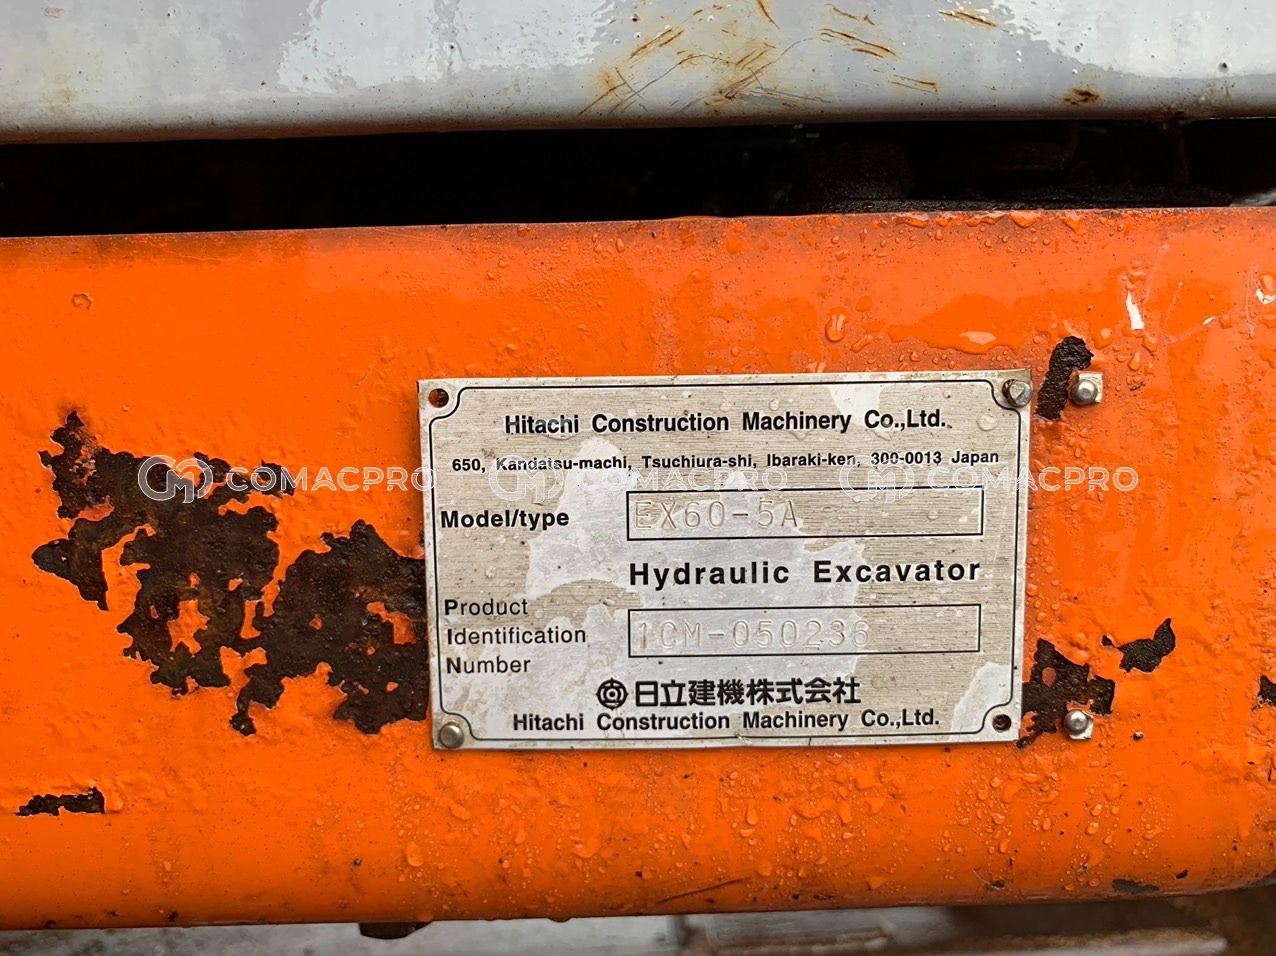 Hitachi Construction Machinery Co.,Ltd.
650, Kandatsu-machi, Tsuchiura-shi, Ibaraki-ken, 300-0013 Japan
COMACPRO COMACPRO COMACPRO
Model/type EX60-5A
Hydraulic Excavator
Product
Identification 1CM-050236
Number
日立建機株式会社
Hitachi Construction Machinery Co.,Ltd.